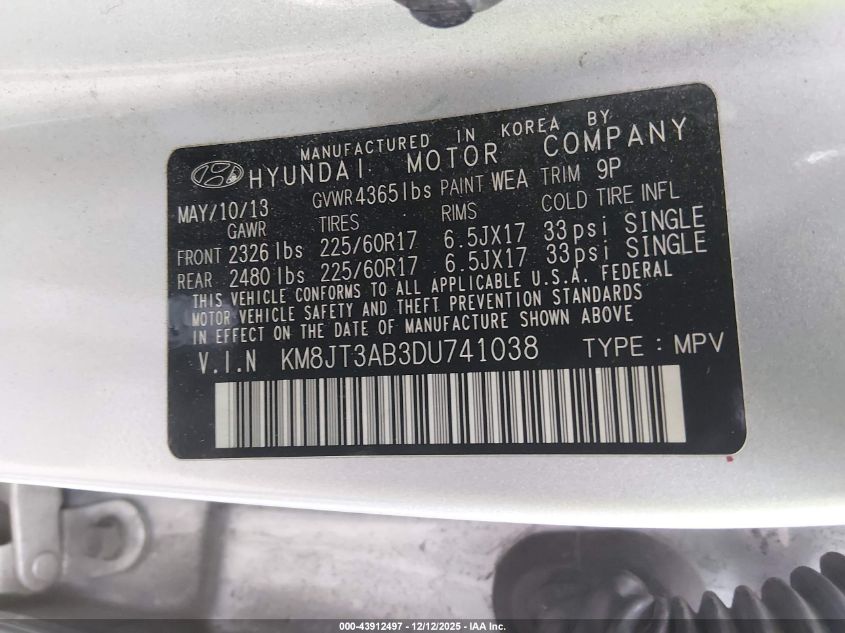 MANUFACTURED IN KOREA BY
HYUNDAI MOTOR COMPANY
MAY/10/13 GVWR 4365lbs PAINT WEA TRIM 9P
GAWR TIRES RIMS COLD TIRE INFL
FRONT 2326 lbs 225/60R17 6.5JX17 33psi SINGLE
REAR 2480 lbs 225/60R17 6.5JX17 33psi SINGLE
THIS VEHICLE CONFORMS TO ALL APPLICABLE U.S.A. FEDERAL
MOTOR VEHICLE SAFETY AND THEFT PREVENTION STANDARDS
IN EFFECT ON THE DATE OF MANUFACTURE SHOWN ABOVE
V.I.N KM8JT3AB3DU741038 TYPE : MPV
000-43912497 - 12/12/2025 - IAA Inc.